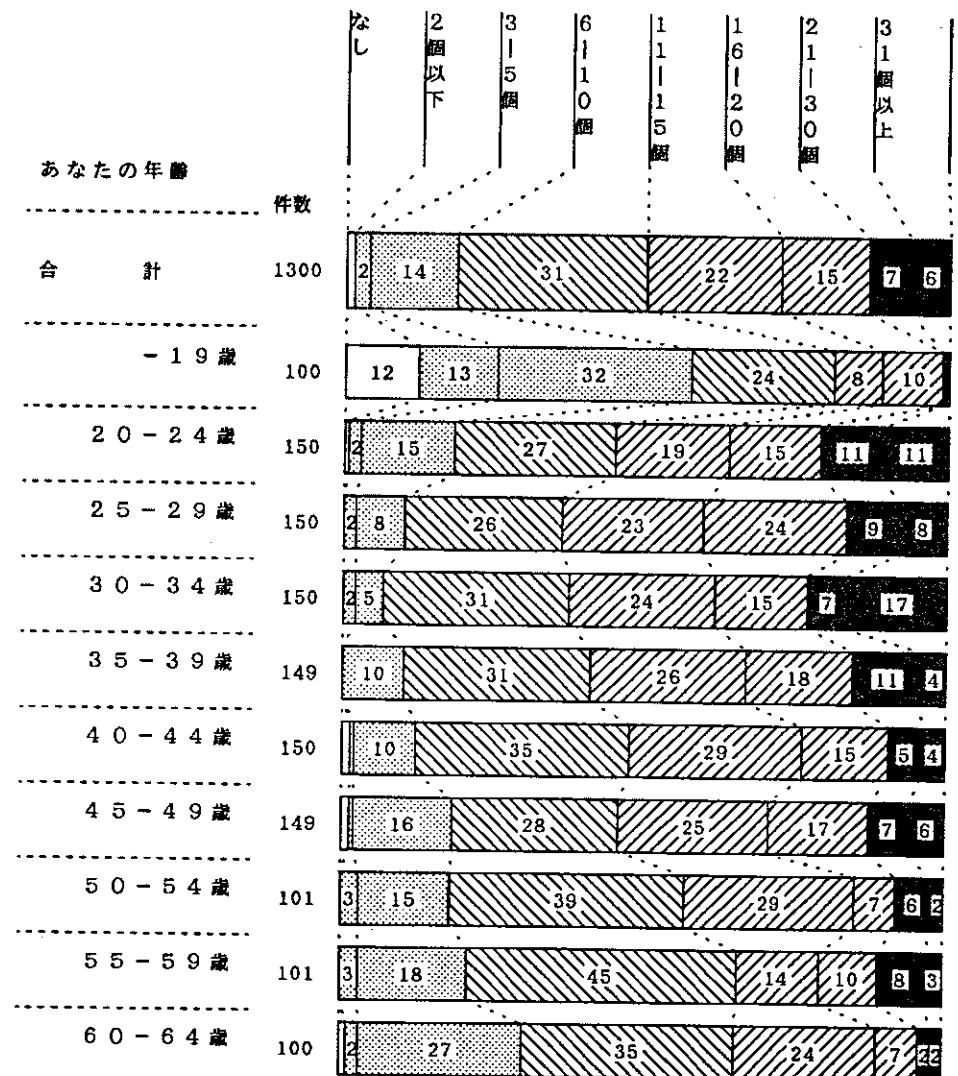 なし
2個以下
3-5個
6-10個
11-15個
16-20個
21-30個
31個以上
あなたの年齢
件数
合 計 1300 2 14 31 22 15 7 6
-19歳 100 12 13 32 24 8 10
20-24歳 150 2 15 27 19 15 11 11
25-29歳 150 2 8 26 23 24 9 8
30-34歳 150 2 5 31 24 15 7 17
35-39歳 149 10 31 26 18 11 4
40-44歳 150 10 35 29 15 5 4
45-49歳 149 16 28 25 17 7 6
50-54歳 101 3 15 39 29 7 6 2
55-59歳 101 3 18 45 14 10 8 3
60-64歳 100 2 27 35 24 7 2 2